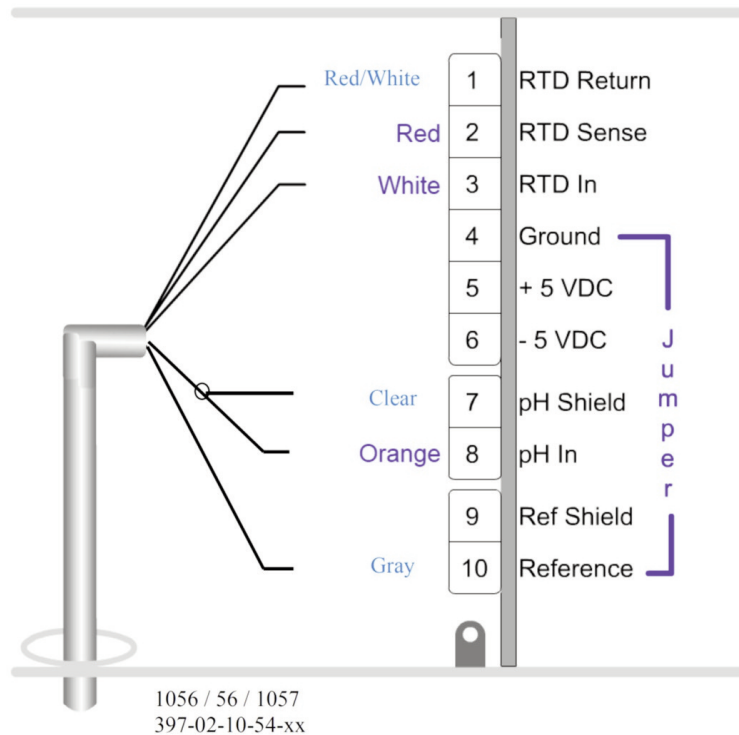 Red/White 1 RTD Return
Red 2 RTD Sense
White 3 RTD In
4 Ground
5 + 5 VDC
6 - 5 VDC
Jumper
Clear 7 pH Shield
Orange 8 pH In
9 Ref Shield
Gray 10 Reference
1056 / 56 / 1057
397-02-10-54-xx